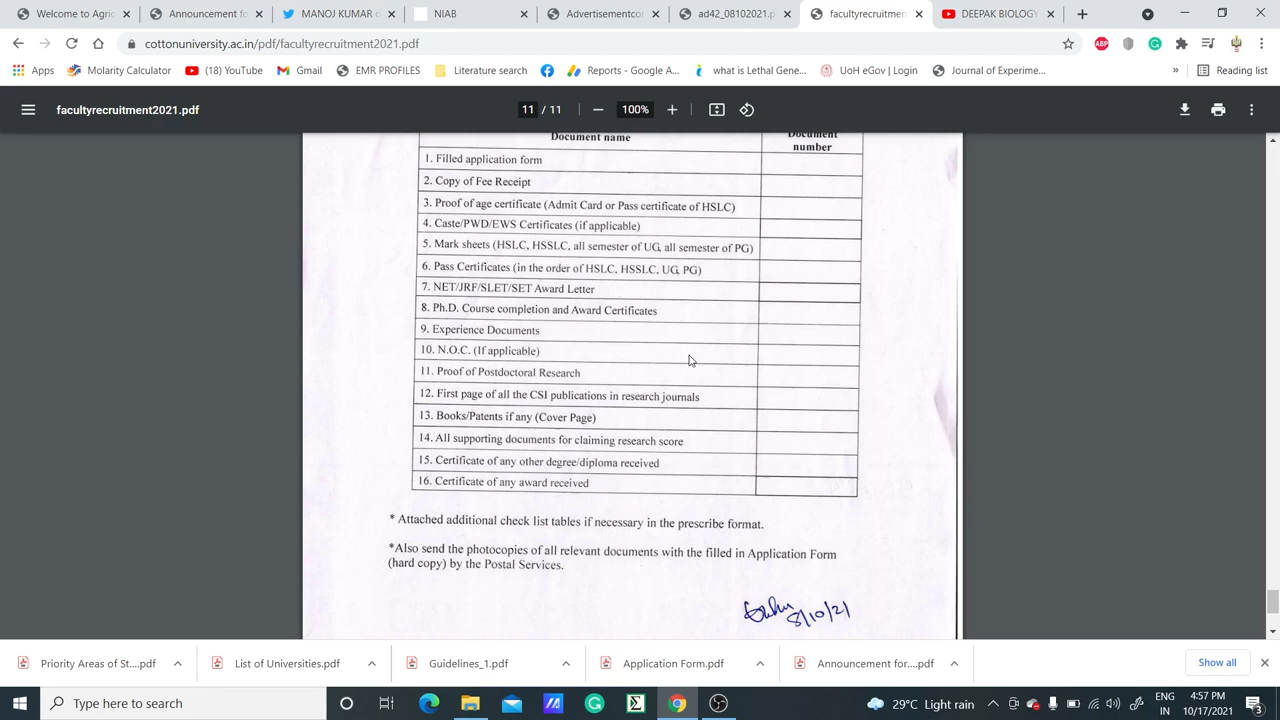 Welcome to Agric
Announcement fo
MANOJ KUMAR o
NIAB
Advertisementco
ad42_08102021.p
facultyrecruitmen
DEEPAK BIOLOGY
cottonuniversity.ac.in/pdf/facultyrecruitment2021.pdf
Apps
Molarity Calculator
(18) YouTube
Gmail
EMR PROFILES
Literature search
Reports - Google A...
what is Lethal Gene...
UoH eGov | Login
Journal of Experime...
»
Reading list
facultyrecruitment2021.pdf
11 / 11
100%
Document name
Document number
1. Filled application form
2. Copy of Fee Receipt
3. Proof of age certificate (Admit Card or Pass certificate of HSLC)
4. Caste/PWD/EWS Certificates (if applicable)
5. Mark sheets (HSLC, HSSLC, all semester of UG, all semester of PG)
6. Pass Certificates (in the order of HSLC, HSSLC, UG, PG)
7. NET/JRF/SLET/SET Award Letter
8. Ph.D. Course completion and Award Certificates
9. Experience Documents
10. N.O.C. (If applicable)
11. Proof of Postdoctoral Research
12. First page of all the CSI publications in research journals
13. Books/Patents if any (Cover Page)
14. All supporting documents for claiming research score
15. Certificate of any other degree/diploma received
16. Certificate of any award received
* Attached additional check list tables if necessary in the prescribe format.
*Also send the photocopies of all relevant documents with the filled in Application Form
(hard copy) by the Postal Services.
8/10/21
Priority Areas of St....pdf
List of Universities.pdf
Guidelines_1.pdf
Application Form.pdf
Announcement for....pdf
Show all
Type here to search
29°C Light rain
ENG
IN
4:57 PM
10/17/2021
3